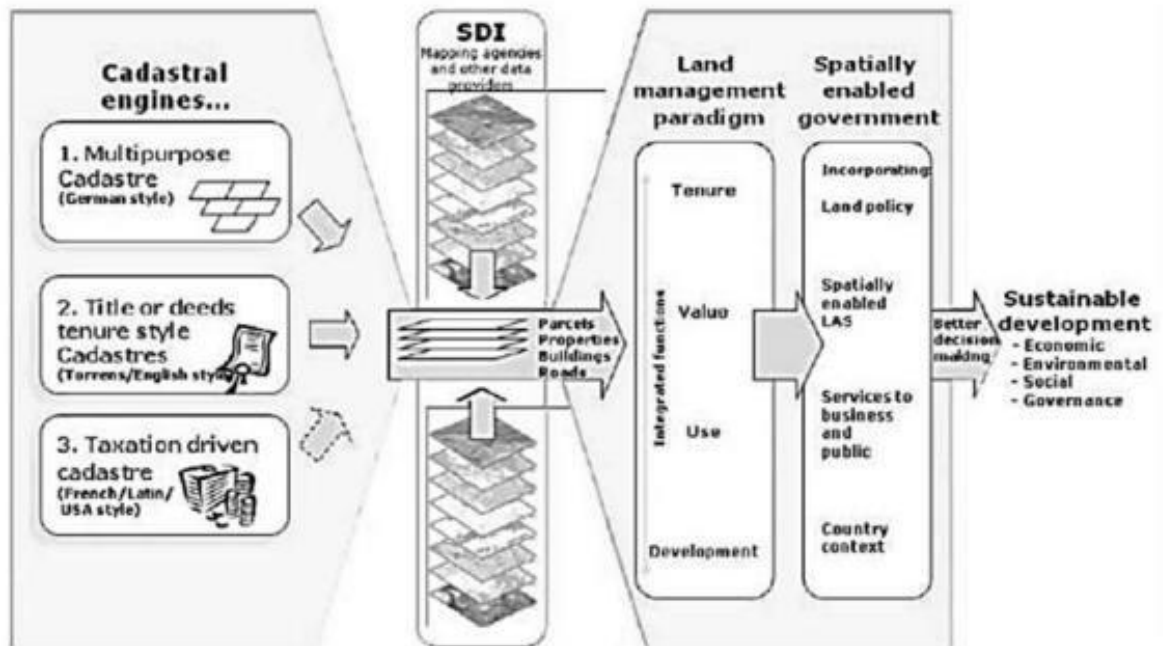 Cadastral
engines...
1. Multipurpose
Cadastre
(German style)
2. Title or deeds
tenure style
Cadastres
(Torrens/English style)
3. Taxation driven
cadastre
(French/Latin/
USA style)
SDI
Mapping agencies
and other data
providers
Parcels
Properties
Buildings
Roads
Land
management
paradigm
Integrated functions
Tenure
Value
Use
Development
Spatially
enabled
government
Incorporating:
Land policy
Spatially
enabled
LAS
Services to
business
and
public
Country
context
Better
decision
making
Sustainable
development
- Economic
- Environmental
- Social
- Governance